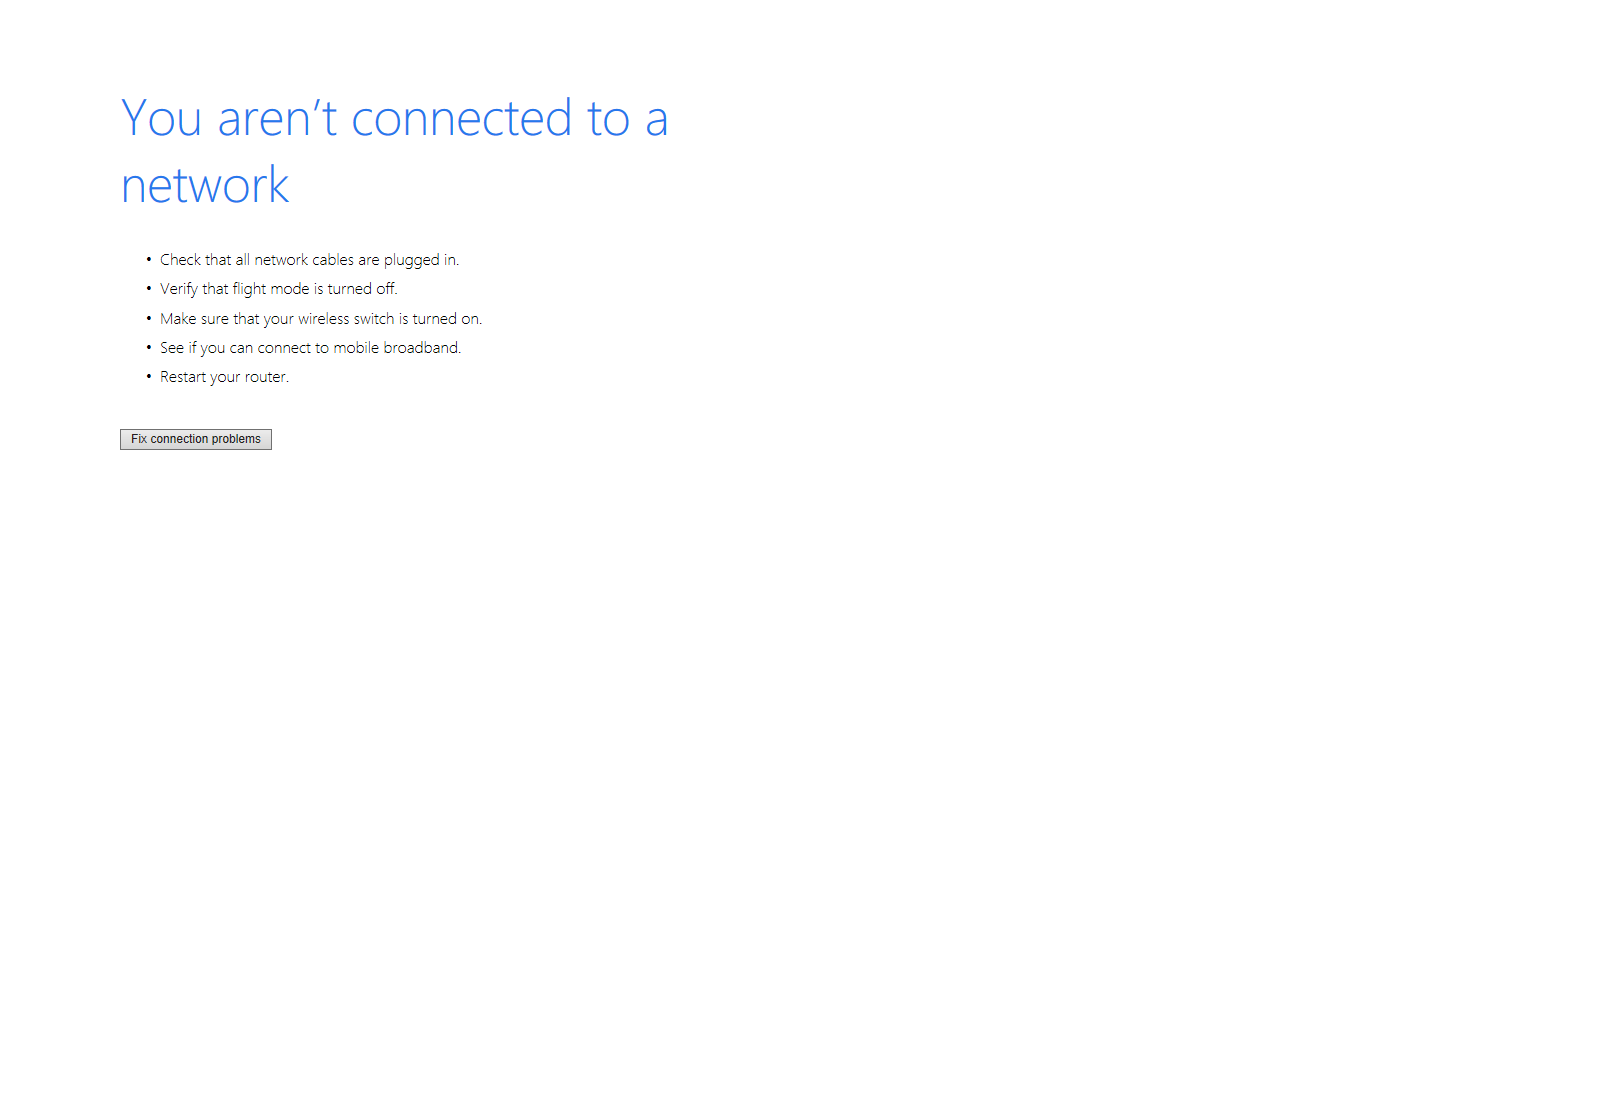 You aren’t connected to a
network
• Check that all network cables are plugged in.
• Verify that flight mode is turned off.
• Make sure that your wireless switch is turned on.
• See if you can connect to mobile broadband.
• Restart your router.
Fix connection problems